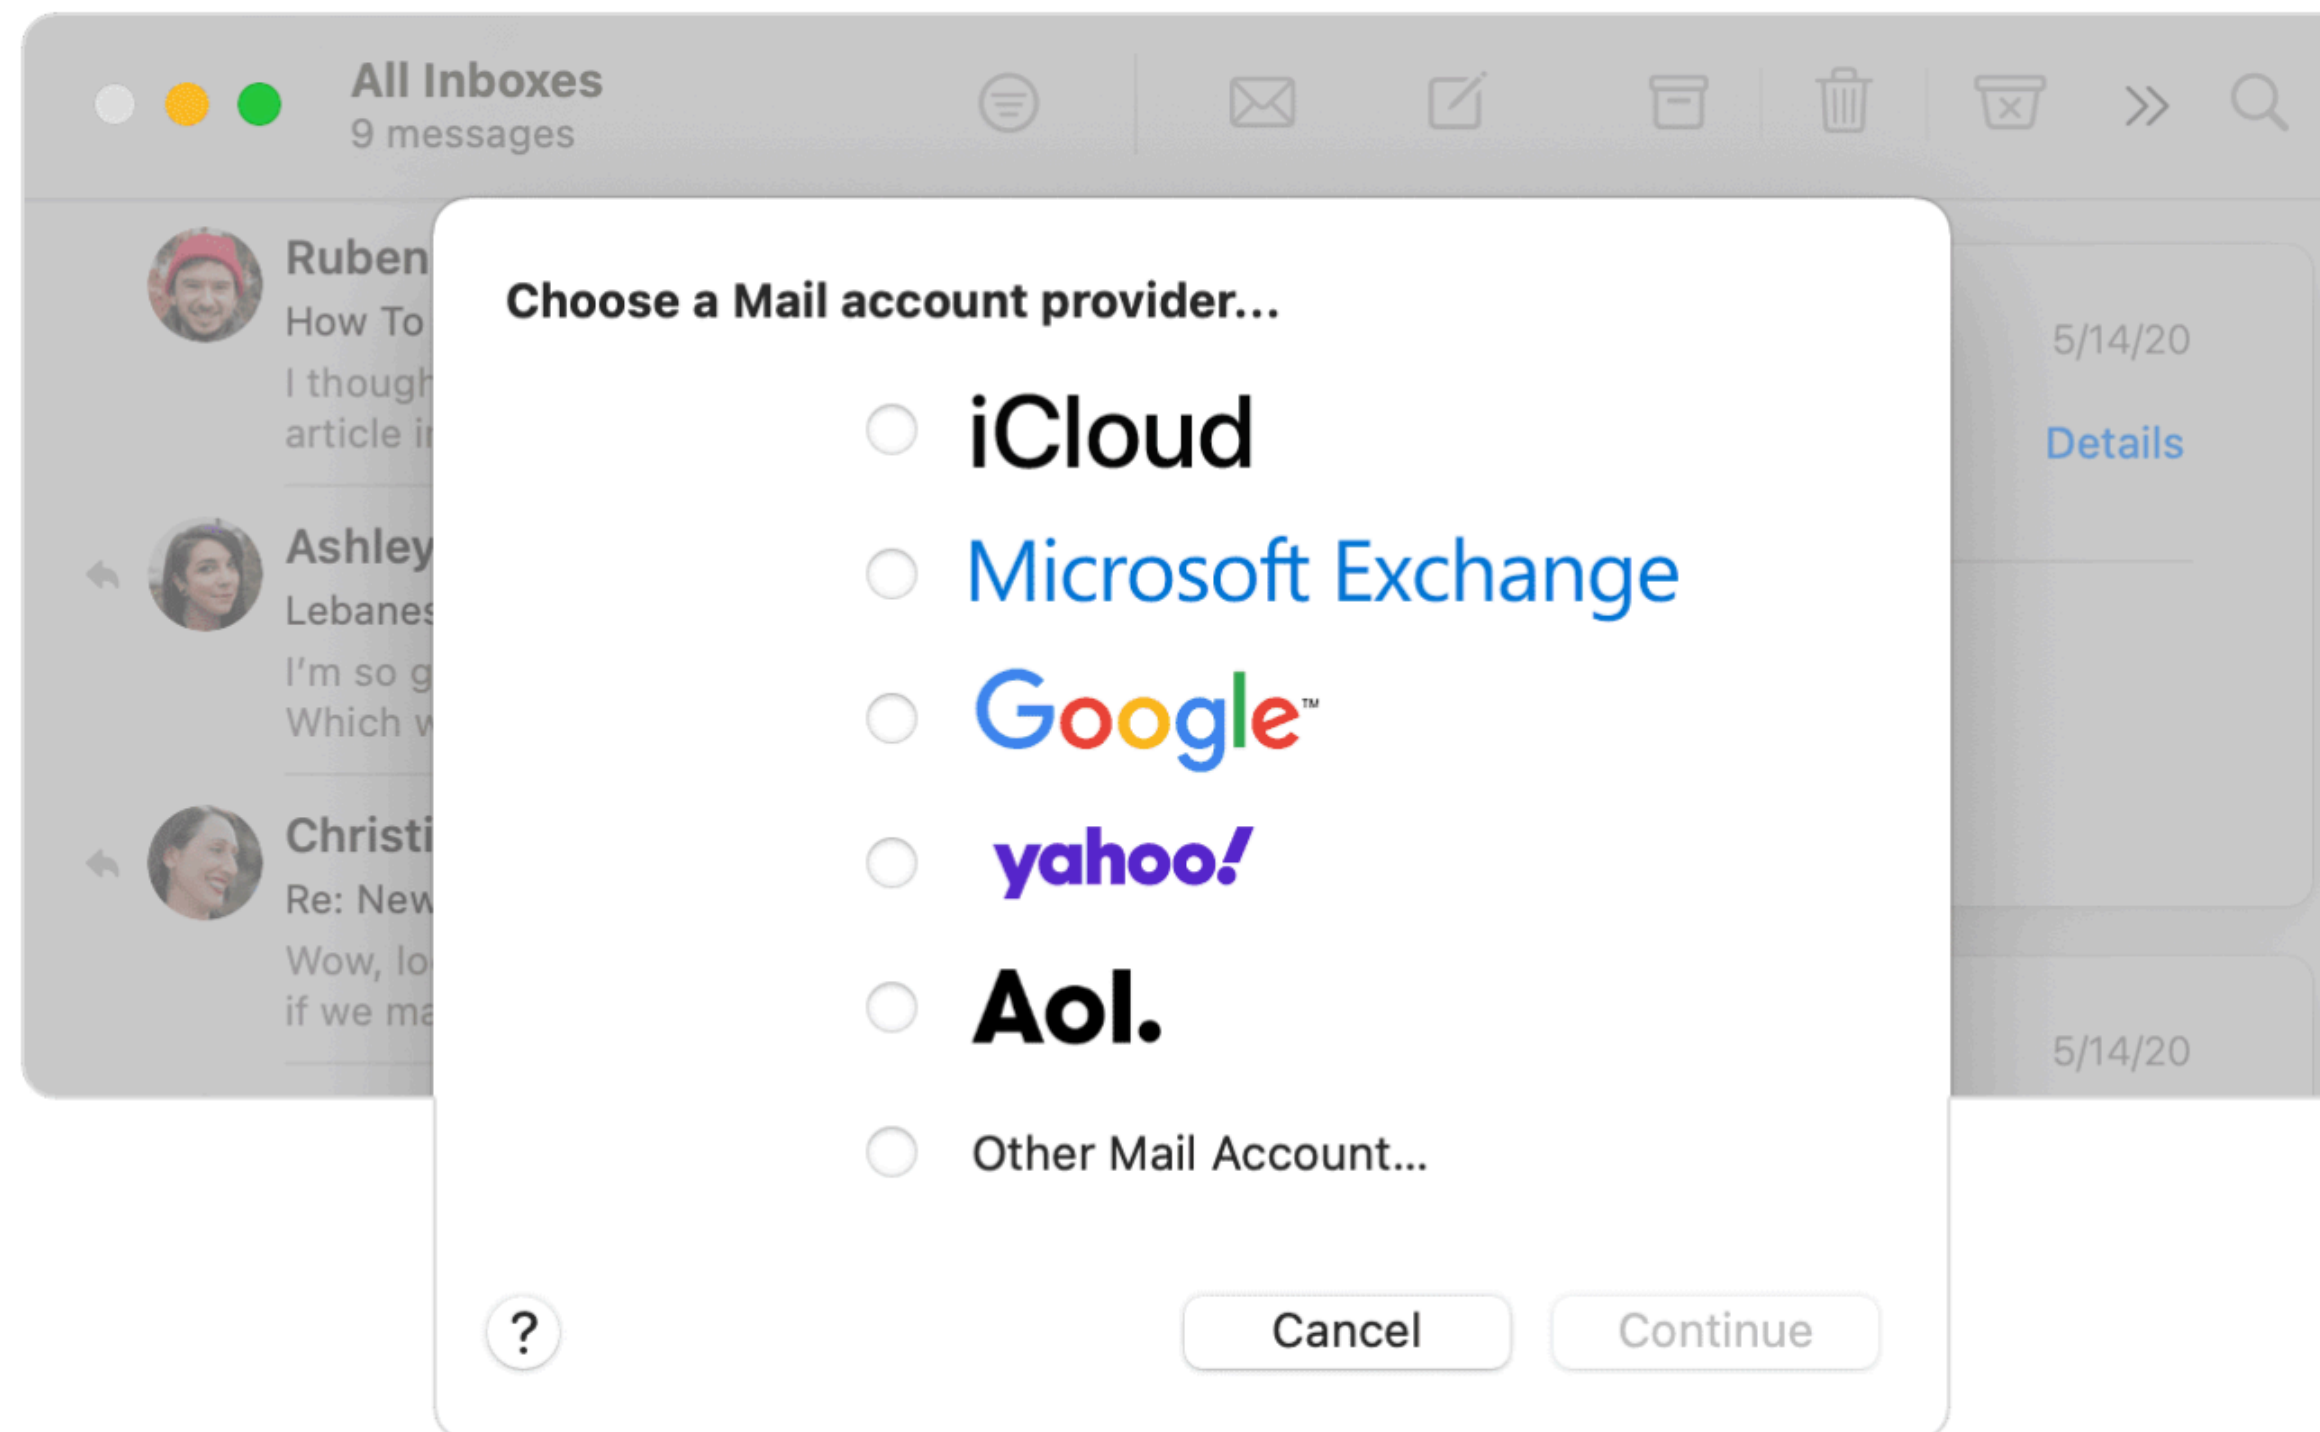 All Inboxes
9 messages
Ruben
How To
I though
article i
Ashley
Lebanes
I'm so g
Which w
Christi
Re: New
Wow, lo
if we ma
Choose a Mail account provider...
iCloud
Microsoft Exchange
Google™
yahoo!
Aol.
Other Mail Account...
?
Cancel
Continue
5/14/20
Details
5/14/20